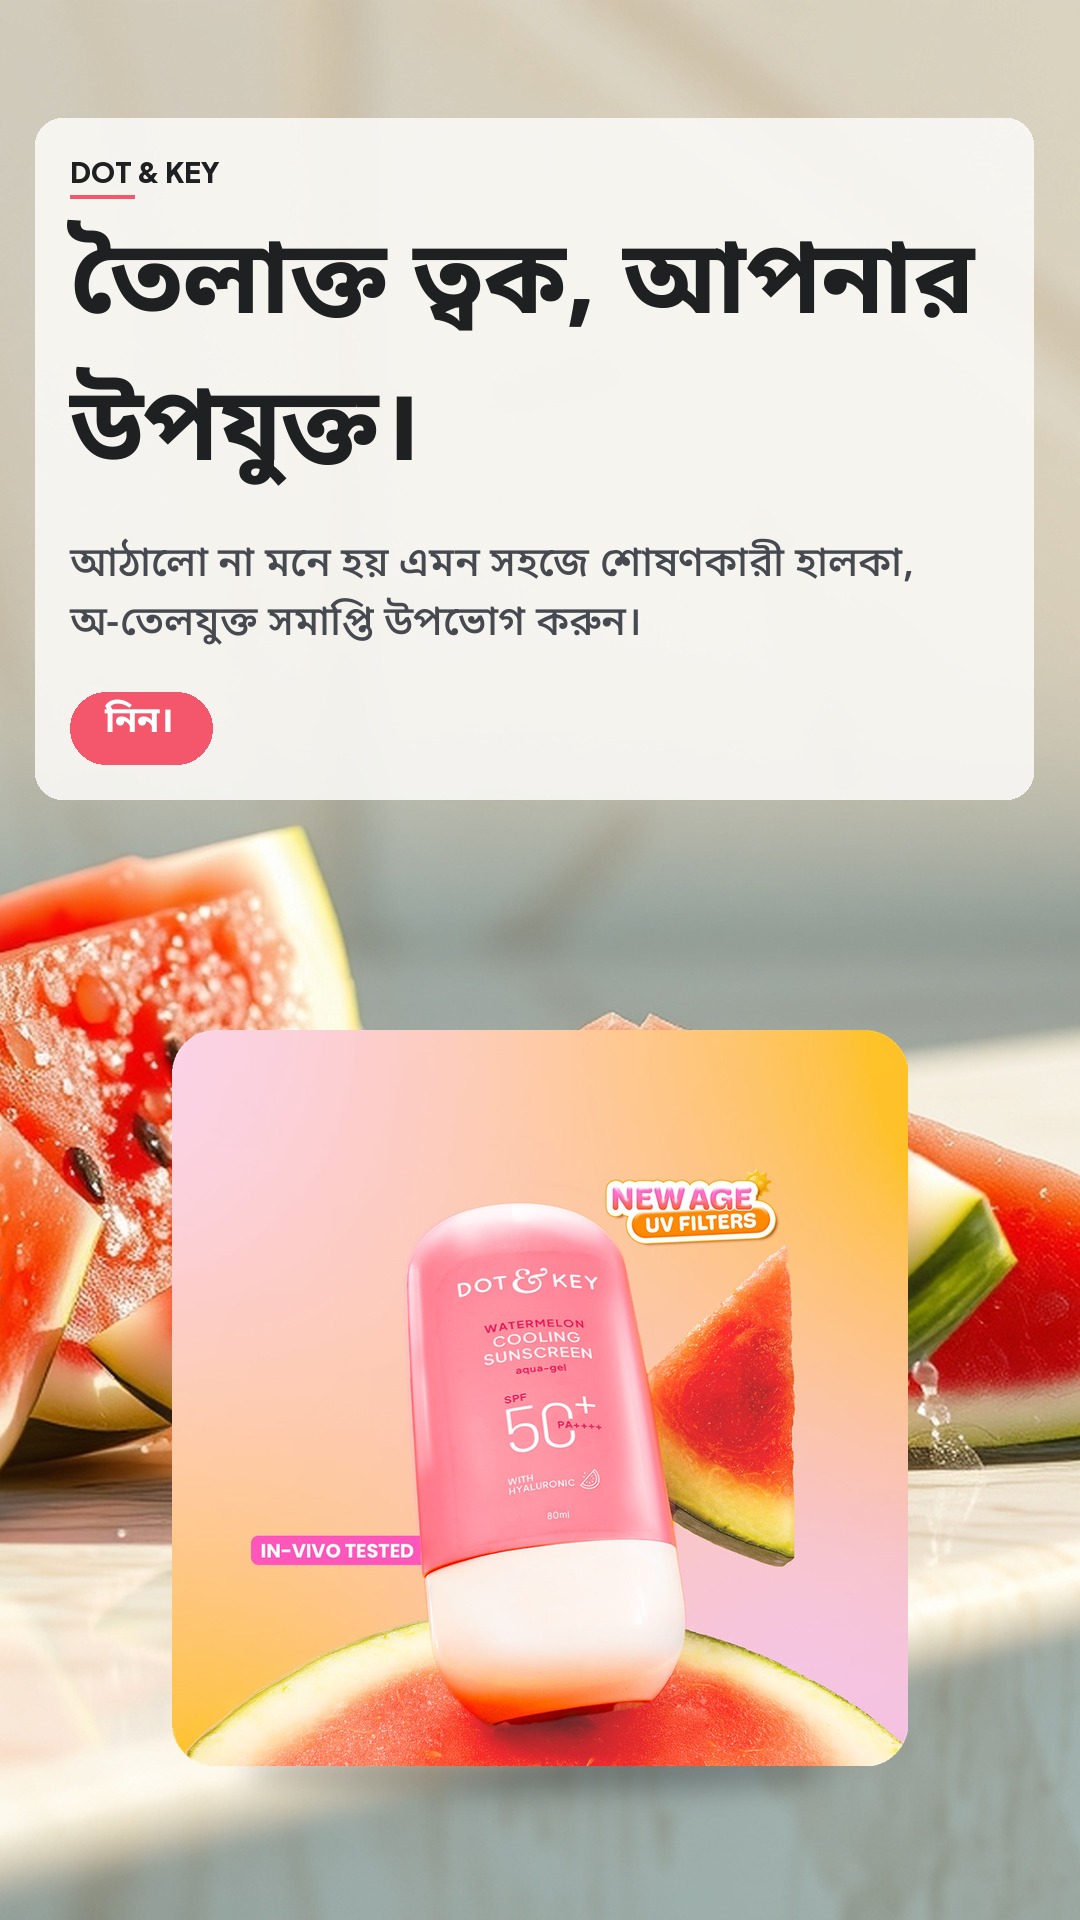 DOT & KEY
তৈলাক্ত ত্বক, আপনার
উপযুক্ত।
আঠালো না মনে হয় এমন সহজে শোষণকারী হালকা,
অ-তেলযুক্ত সমাপ্তি উপভোগ করুন।
নিন।
NEW AGE
UV FILTERS
DOT & KEY
WATERMELON
COOLING
SUNSCREEN
aqua-gel
SPF
50+
PA++++
WITH
HYALURONIC
80ml
IN-VIVO TESTED